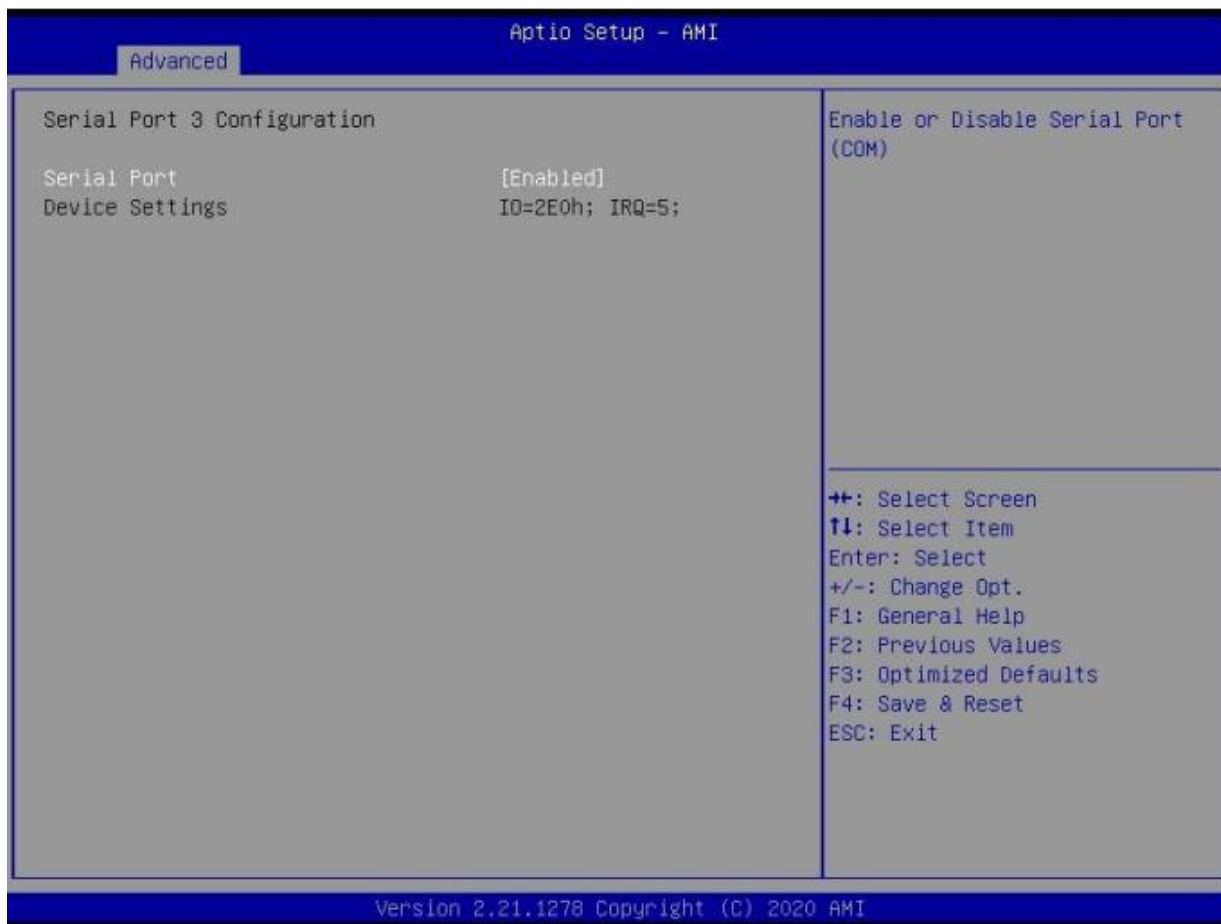 Aptio Setup - AMI
Advanced
Serial Port 3 Configuration
Serial Port [Enabled]
Device Settings IO=2E0h; IRQ=5;
Enable or Disable Serial Port
(COM)
→←: Select Screen
↑↓: Select Item
Enter: Select
+/-: Change Opt.
F1: General Help
F2: Previous Values
F3: Optimized Defaults
F4: Save & Reset
ESC: Exit
Version 2.21.1278 Copyright (C) 2020 AMI